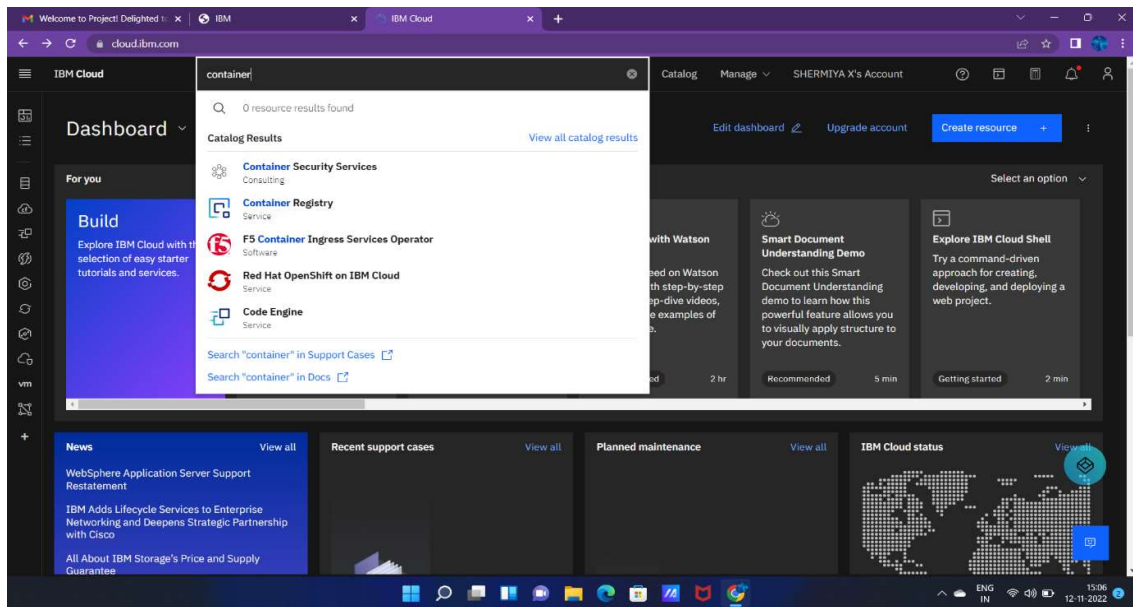 Welcome to Project! Delighted t
IBM
IBM Cloud
cloud.ibm.com
IBM Cloud
container
Catalog
Manage
SHERMIYA X's Account
Dashboard
Edit dashboard
Upgrade account
Create resource +
0 resource results found
Catalog Results
View all catalog results
Container Security Services
Consulting
Container Registry
Service
F5 Container Ingress Services Operator
Software
Red Hat OpenShift on IBM Cloud
Service
Code Engine
Service
Search "container" in Support Cases
Search "container" in Docs
For you
Select an option
Build
Explore IBM Cloud with th
selection of easy starter
tutorials and services.
with Watson
eed on Watson
th step-by-step
ep-dive videos,
e examples of
e.
ed
2 hr
Smart Document
Understanding Demo
Check out this Smart
Document Understanding
demo to learn how this
powerful feature allows you
to visually apply structure to
your documents.
Recommended
5 min
Explore IBM Cloud Shell
Try a command-driven
approach for creating,
developing, and deploying a
web project.
Getting started
2 min
vm
News
View all
WebSphere Application Server Support
Restatement
IBM Adds Lifecycle Services to Enterprise
Networking and Deepens Strategic Partnership
with Cisco
All About IBM Storage's Price and Supply
Guarantee
Recent support cases
View all
Planned maintenance
View all
IBM Cloud status
View all
ENG
IN
15:06
12-11-2022
2